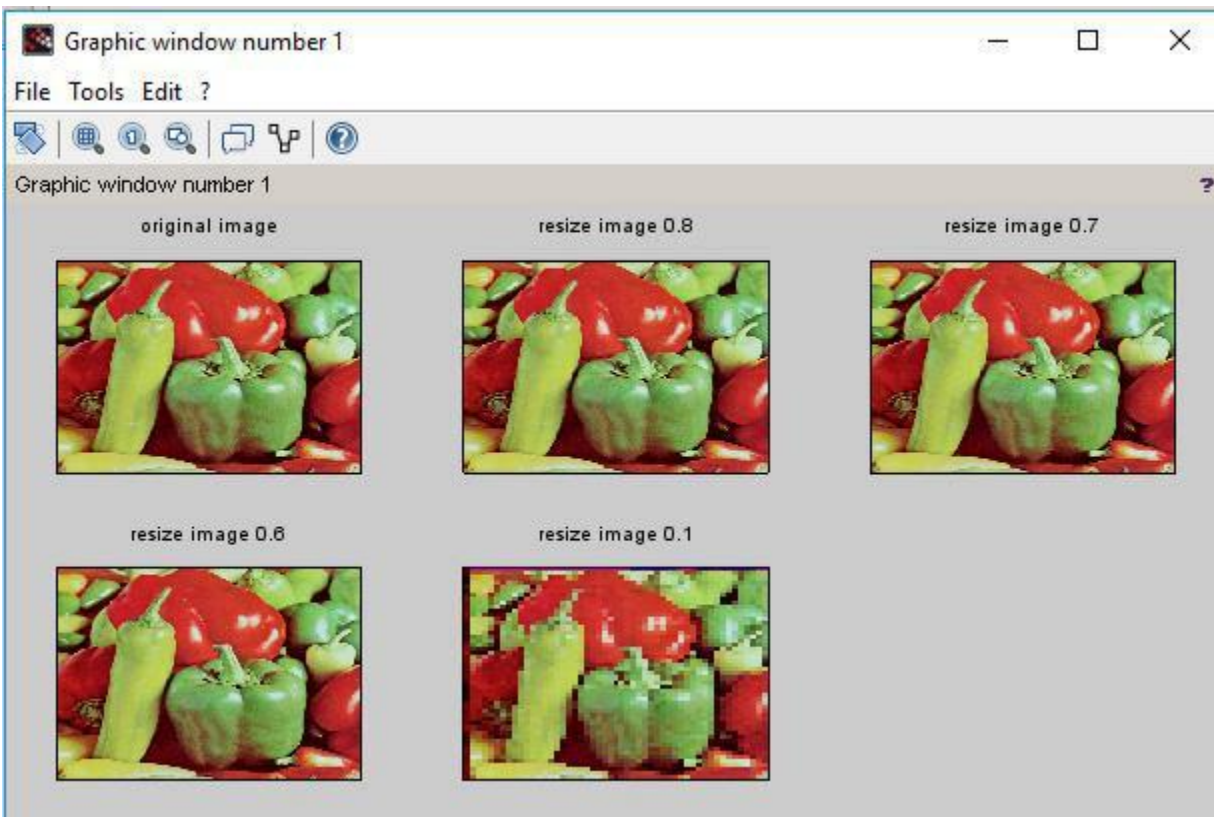 Graphic window number 1
File Tools Edit ?
Graphic window number 1 ?
original image
resize image 0.8
resize image 0.7
resize image 0.6
resize image 0.1